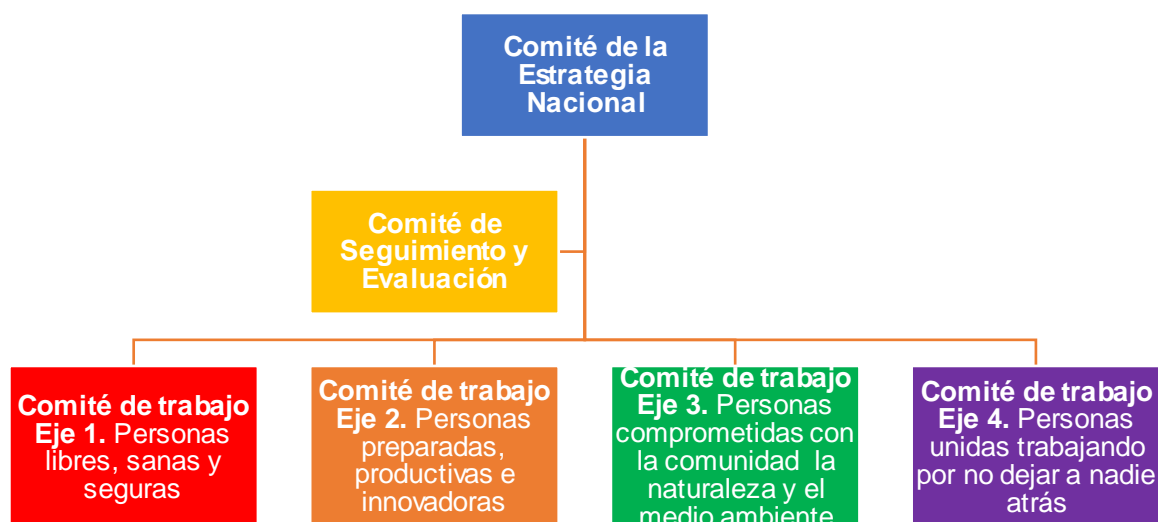 Comité de la
Estrategia
Nacional
Comité de
Seguimiento y
Evaluación
Comité de trabajo
Eje 1. Personas
libres, sanas y
seguras
Comité de trabajo
Eje 2. Personas
preparadas,
productivas e
innovadoras
Comité de trabajo
Eje 3. Personas
comprometidas con
la comunidad la
naturaleza y el
medio ambiente
Comité de trabajo
Eje 4. Personas
unidas trabajando
por no dejar a nadie
atrás